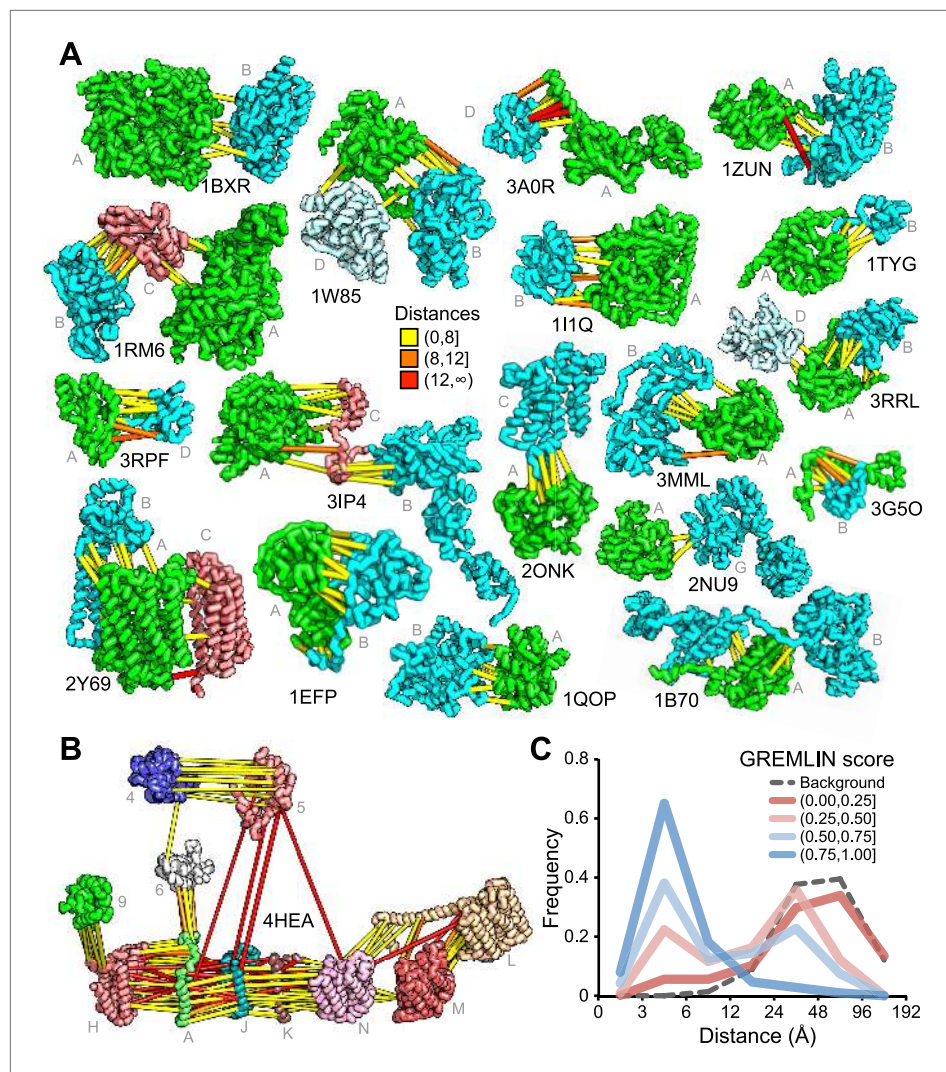 A
A
B
1BXR
A
D
B
1W85
D
A
3A0R
A
B
1ZUN
B
C
A
1RM6
Distances
(0,8]
(8,12]
(12,∞)
B
A
1I1Q
A
B
1TYG
D
B
A
3RRL
A
D
3RPF
A
C
B
3IP4
C
A
2ONK
B
A
3MML
A
B
3G5O
A
G
2NU9
B
A
C
2Y69
A
B
1EFP
B
A
1QOP
A
B
1B70
B
4
5
6
9
4HEA
H
A
J
K
N
M
L
C
GREMLIN score
Background
(0.00,0.25]
(0.25,0.50]
(0.50,0.75]
(0.75,1.00]
Frequency
0.8
0.6
0.4
0.2
0
0 3 6 12 24 48 96 192
Distance (Å)